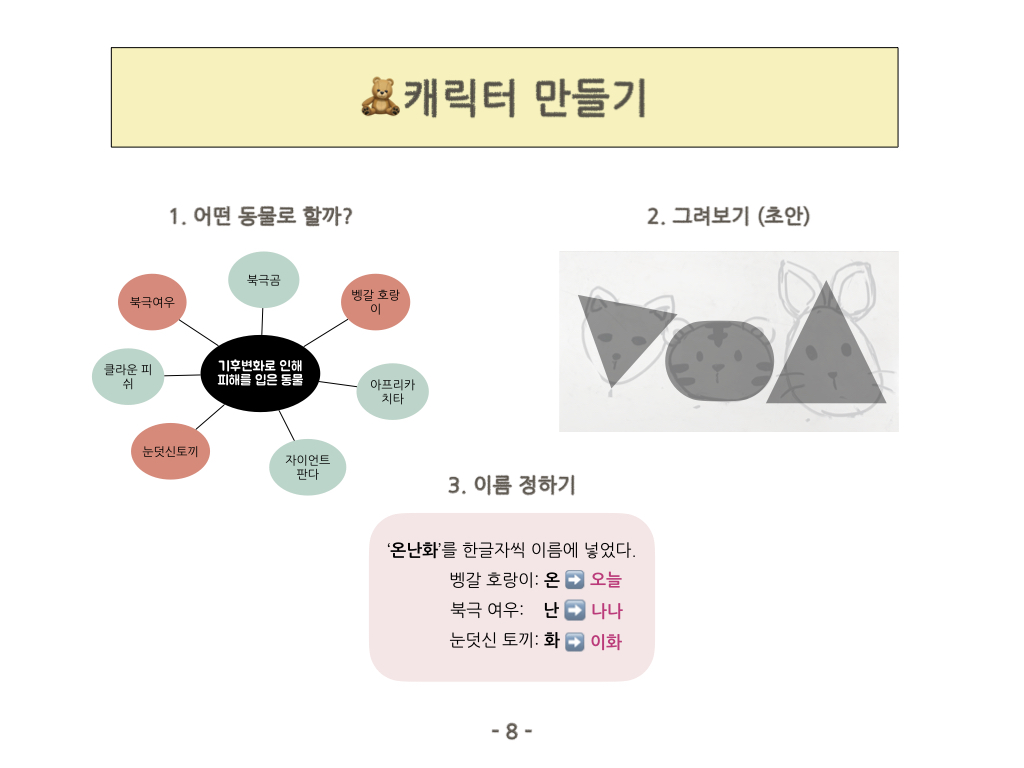 🧸캐릭터 만들기
1. 어떤 동물로 할까?
북극곰
북극여우
벵갈 호랑
이
클라운 피
쉬
기후변화로 인해
피해를 입은 동물
아프리카
치타
눈덧신토끼
자이언트
판다
2. 그려보기 (초안)
3. 이름 정하기
‘온난화’를 한글자씩 이름에 넣었다.
벵갈 호랑이: 온 ➡️ 오늘
북극 여우: 난 ➡️ 나나
눈덧신 토끼: 화 ➡️ 이화
- 8 -